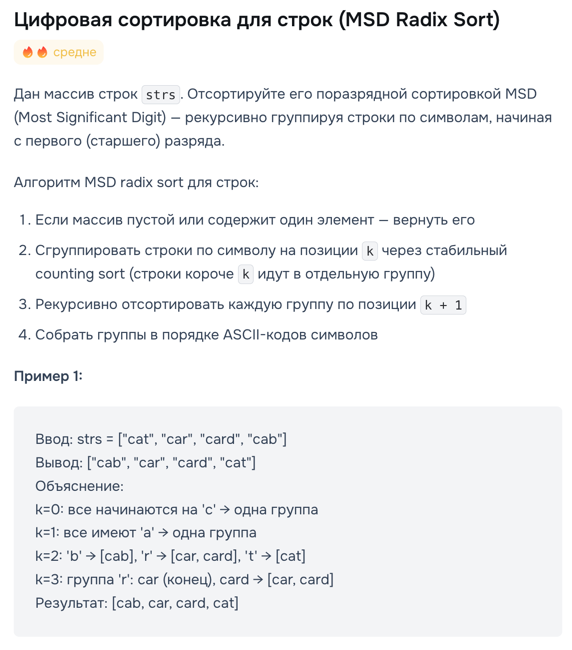 Цифровая сортировка для строк (MSD Radix Sort)
🔥🔥 средне
Дан массив строк strs. Отсортируйте его поразрядной сортировкой MSD
(Most Significant Digit) — рекурсивно группируя строки по символам, начиная
с первого (старшего) разряда.
Алгоритм MSD radix sort для строк:
1. Если массив пустой или содержит один элемент — вернуть его
2. Сгруппировать строки по символу на позиции k через стабильный
counting sort (строки короче k идут в отдельную группу)
3. Рекурсивно отсортировать каждую группу по позиции k + 1
4. Собрать группы в порядке ASCII-кодов символов
Пример 1:
Ввод: strs = ["cat", "car", "card", "cab"]
Вывод: ["cab", "car", "card", "cat"]
Объяснение:
k=0: все начинаются на 'c' → одна группа
k=1: все имеют 'a' → одна группа
k=2: 'b' → [cab], 'r' → [car, card], 't' → [cat]
k=3: группа 'r': car (конец), card → [car, card]
Результат: [cab, car, card, cat]